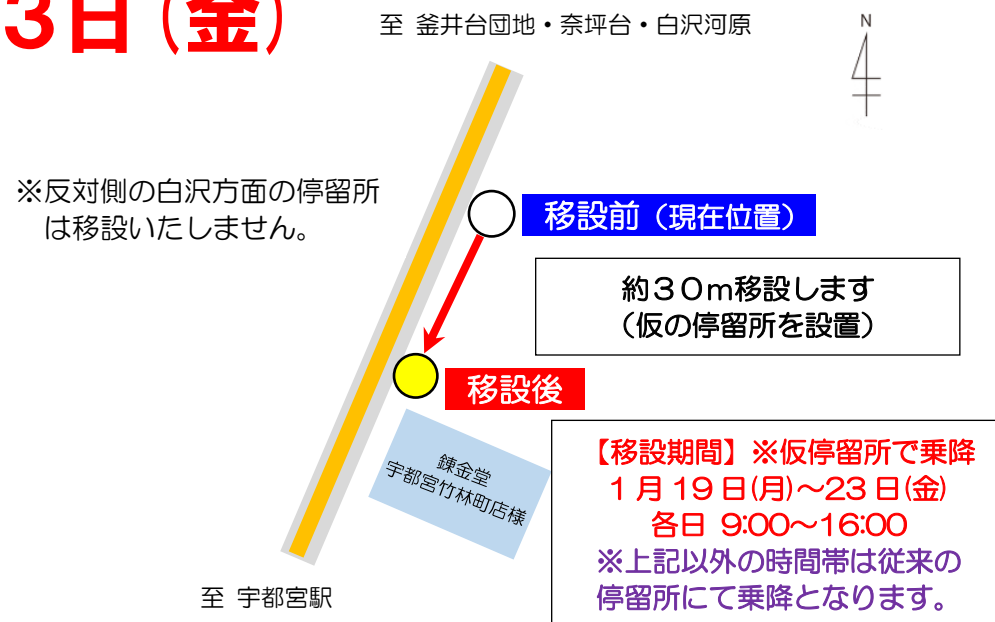 3日(金)
至 釜井台団地・奈坪台・白沢河原
N
※反対側の白沢方面の停留所
は移設いたしません。
移設前（現在位置）
約３０ｍ移設します
（仮の停留所を設置）
移設後
錬金堂
宇都宮竹林町店様
【移設期間】※仮停留所で乗降
１月19日(月)～23日(金)
各日 9:00～16:00
※上記以外の時間帯は従来の
停留所にて乗降となります。
至 宇都宮駅